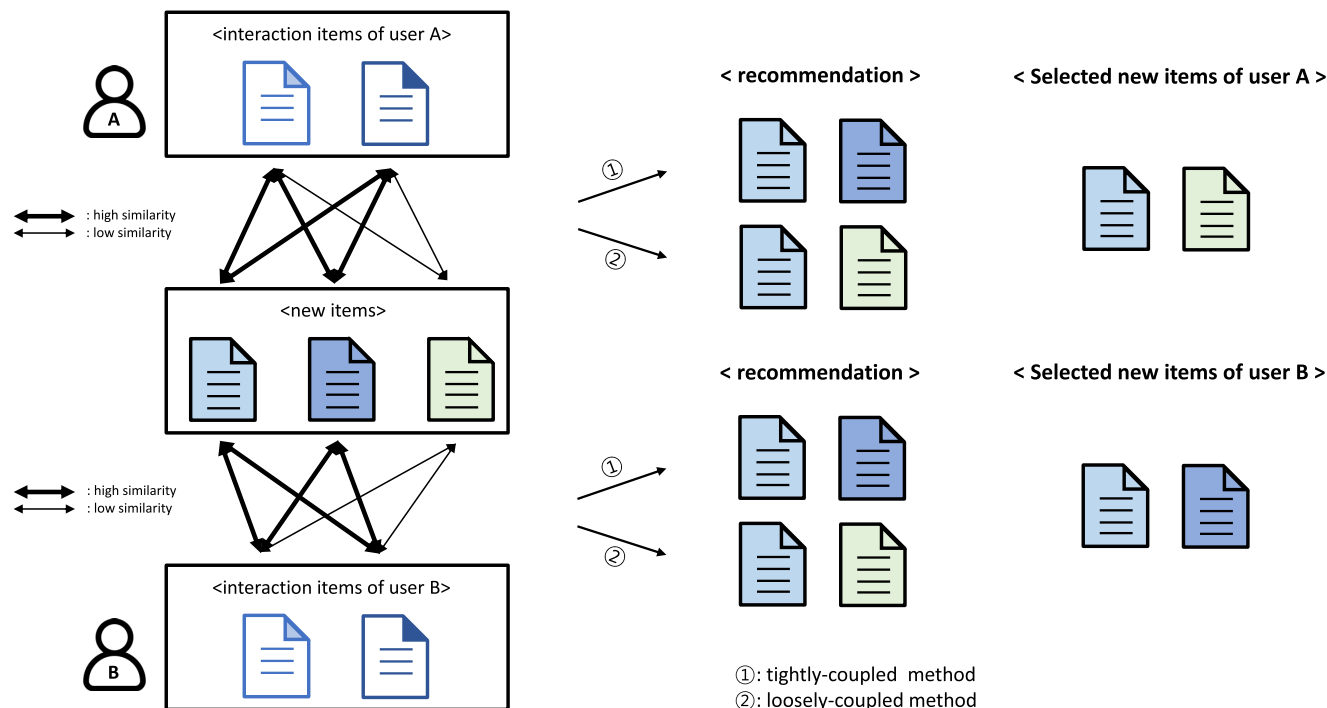 <interaction items of user A>
A
< recommendation >
< Selected new items of user A >
①
②
: high similarity
: low similarity
<new items>
< recommendation >
< Selected new items of user B >
①
②
: high similarity
: low similarity
<interaction items of user B>
B
①: tightly-coupled method
②: loosely-coupled method